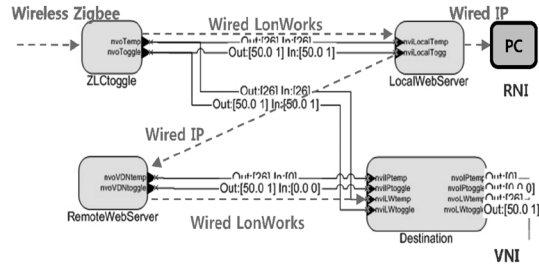 Wireless Zigbee
Wired LonWorks
Wired IP
nvoTemp
nvoToggle
Out:[26] In:[26]
Out:[50.0 1] In:[50.0 1]
nviLocalTemp
nviLocalTogg
PC
ZLCtoggle
LocalWebServer
RNI
Out:[26] In:[26]
Out:[50.0 1] In:[50.0 1]
Wired IP
nvoVDNtemp
nvoVDNtoggle
Out:[26] In:[0]
Out:[50.0 1] In:[0.0 0]
nviIPtemp
nviIPtoggle
nviLWtemp
nviLWtoggle
nvoIPtemp
nvoIPtoggle
nvoLWtemp
nvoLWtoggle
Out:[0]
Out:[0.0 0]
Out:[26]
Out:[50.0 1]
RemoteWebServer
Wired LonWorks
Destination
VNI